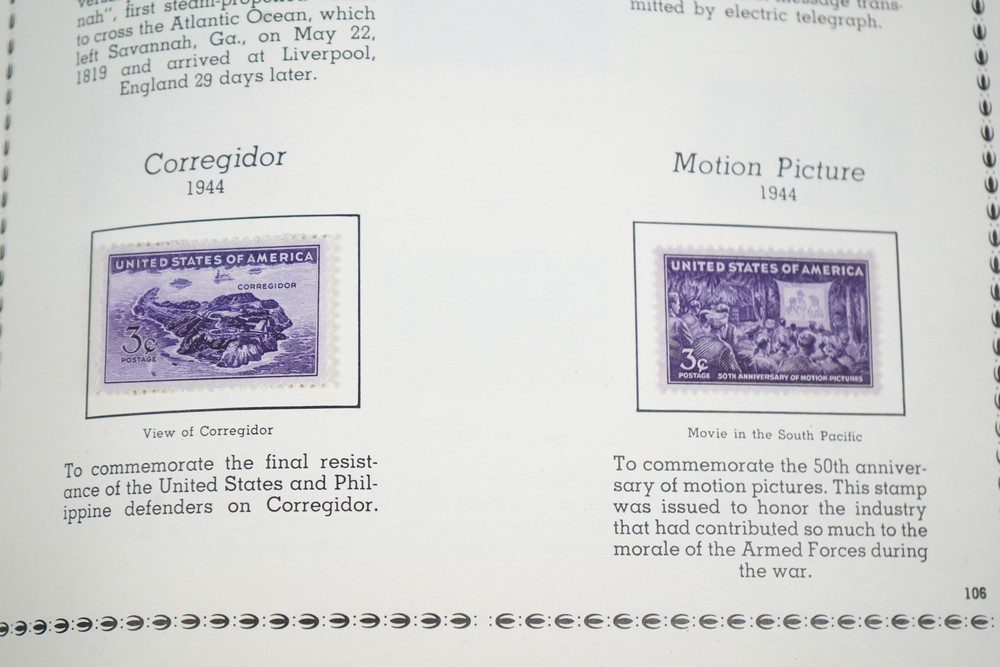 nah", first steam-
to cross the Atlantic Ocean, which
left Savannah, Ga., on May 22,
1819 and arrived at Liverpool,
England 29 days later.
message trans-
mitted by electric telegraph.
Corregidor
1944
UNITED STATES OF AMERICA
CORREGIDOR
3¢
POSTAGE
View of Corregidor
To commemorate the final resist-
ance of the United States and Phil-
ippine defenders on Corregidor.
Motion Picture
1944
UNITED STATES OF AMERICA
3¢
POSTAGE 50TH ANNIVERSARY OF MOTION PICTURES
Movie in the South Pacific
To commemorate the 50th anniver-
sary of motion pictures. This stamp
was issued to honor the industry
that had contributed so much to the
morale of the Armed Forces during
the war.
106